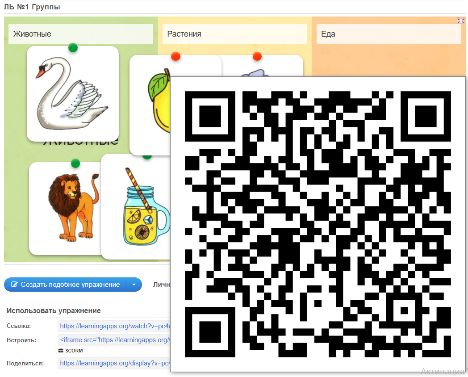 ЛЬ №1 Группы
Животные
Растения
Еда
Животные
Создать подобное упражнение
Использовать упражнение
Ссылка:
https://learningapps.org/watch?v=
Встроить:
<iframe src="https://learningapps.org/
SCORM
Поделиться:
https://learningapps.org/display?v=